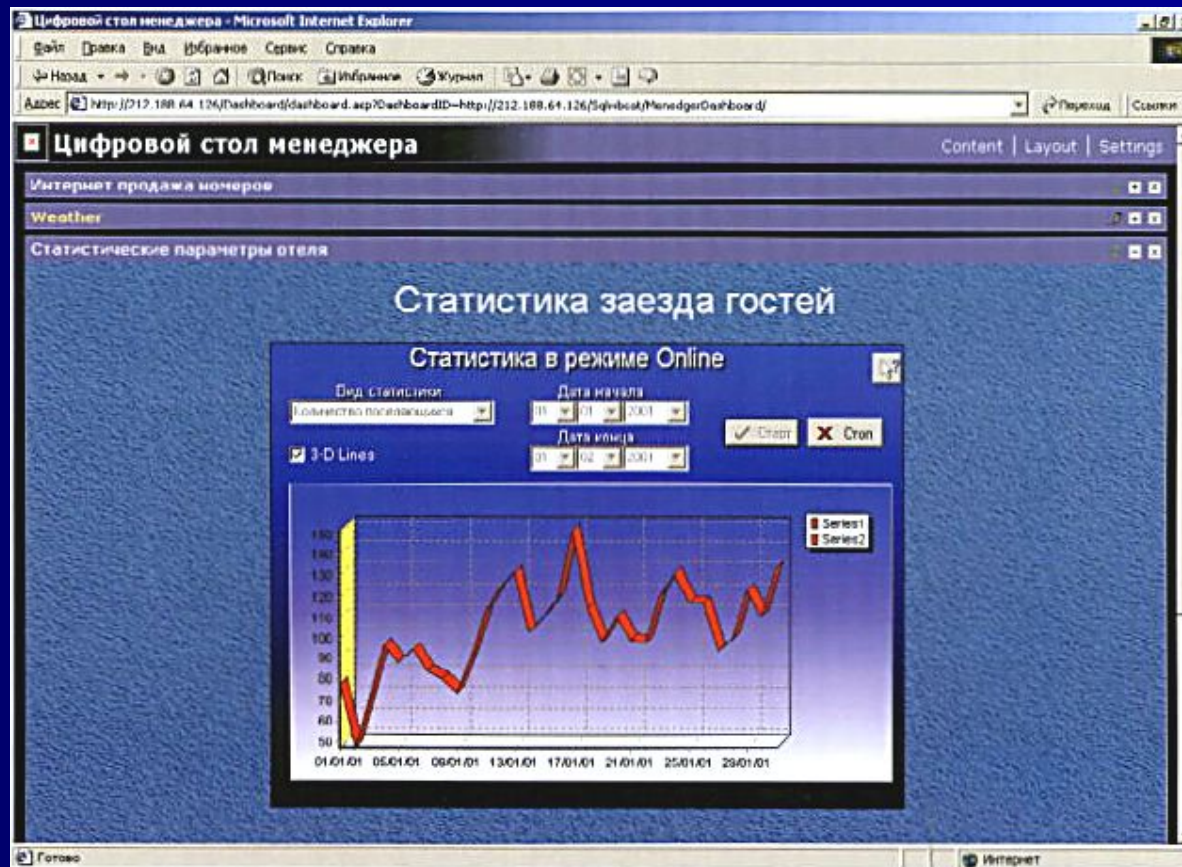 Цифровой стол менеджера - Microsoft Internet Explorer
Файл Правка Вид Избранное Сервис Справка
Назад Поиск Избранное Журнал
Адрес http://212.188.64.126/Dashboard/dashboard.asp?DashboardID=http://212.188.64.126/ Переход Ссылки
Цифровой стол менеджера Content | Layout | Settings
Интернет продажа номеров
Weather
Статистические параметры отеля
Статистика заезда гостей
Статистика в режиме Online
Вид статистики Дата начала
Количество поселяющихся 01 01 2001
Старт Стоп
Дата конца
3-D Lines 01 02 2001
Series1
Series2
150
140
130
120
110
100
90
80
70
60
50
01/01/01 05/01/01 09/01/01 13/01/01 17/01/01 21/01/01 25/01/01 29/01/01
Готово Интернет